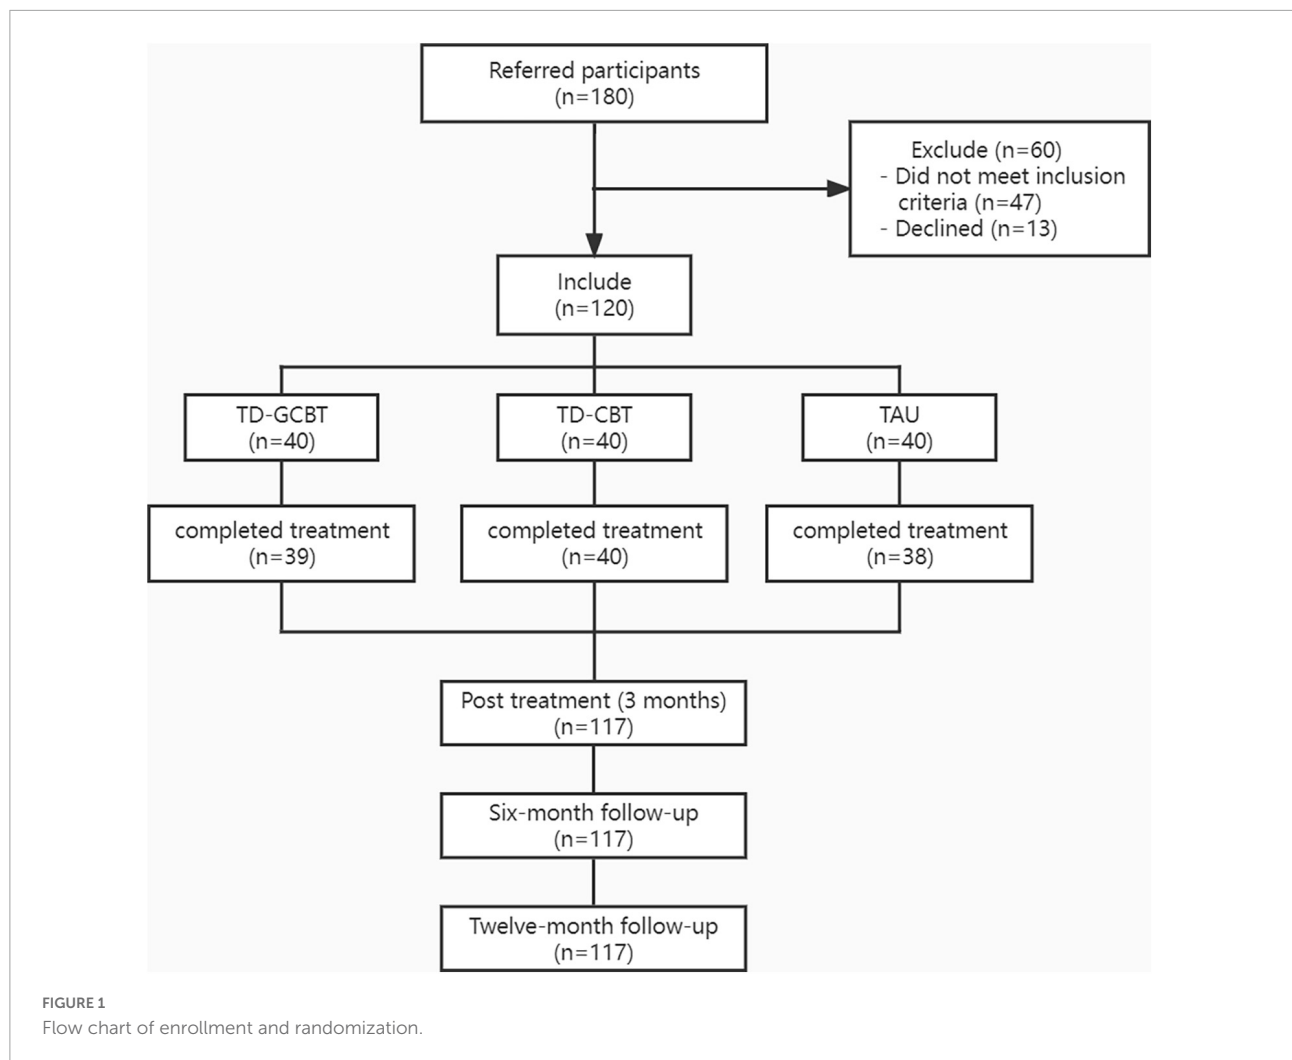 Referred participants
(n=180)
Exclude (n=60)
- Did not meet inclusion
criteria (n=47)
- Declined (n=13)
Include
(n=120)
TD-GCBT
(n=40)
TD-CBT
(n=40)
TAU
(n=40)
completed treatment
(n=39)
completed treatment
(n=40)
completed treatment
(n=38)
Post treatment (3 months)
(n=117)
Six-month follow-up
(n=117)
Twelve-month follow-up
(n=117)
FIGURE 1
Flow chart of enrollment and randomization.